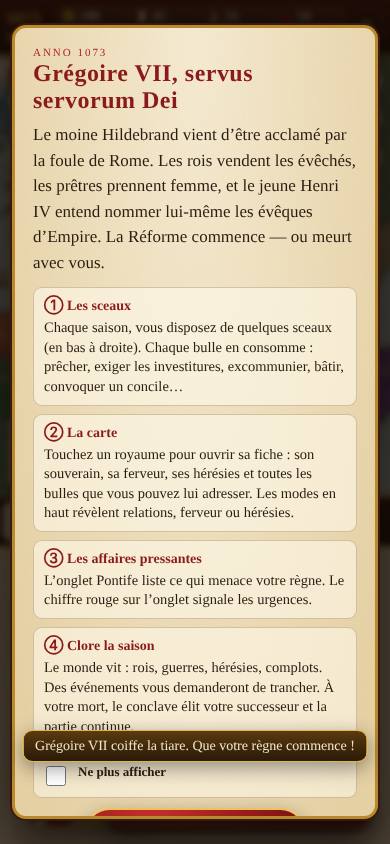 ANNO 1073
Grégoire VII, servus
servorum Dei
Le moine Hildebrand vient d’être acclamé par
la foule de Rome. Les rois vendent les évêchés,
les prêtres prennent femme, et le jeune Henri
IV entend nommer lui-même les évêques
d’Empire. La Réforme commence — ou meurt
avec vous.
① Les sceaux
Chaque saison, vous disposez de quelques sceaux
(en bas à droite). Chaque bulle en consomme :
prêcher, exiger les investitures, excommunier, bâtir,
convoquer un concile…
② La carte
Touchez un royaume pour ouvrir sa fiche : son
souverain, sa ferveur, ses hérésies et toutes les
bulles que vous pouvez lui adresser. Les modes en
haut révèlent relations, ferveur ou hérésies.
③ Les affaires pressantes
L’onglet Pontife liste ce qui menace votre règne. Le
chiffre rouge sur l’onglet signale les urgences.
④ Clore la saison
Le monde vit : rois, guerres, hérésies, complots.
Des événements vous demanderont de trancher. À
votre mort, le conclave élit votre successeur et la
partie continue.
Grégoire VII coiffe la tiare. Que votre règne commence !
Ne plus afficher